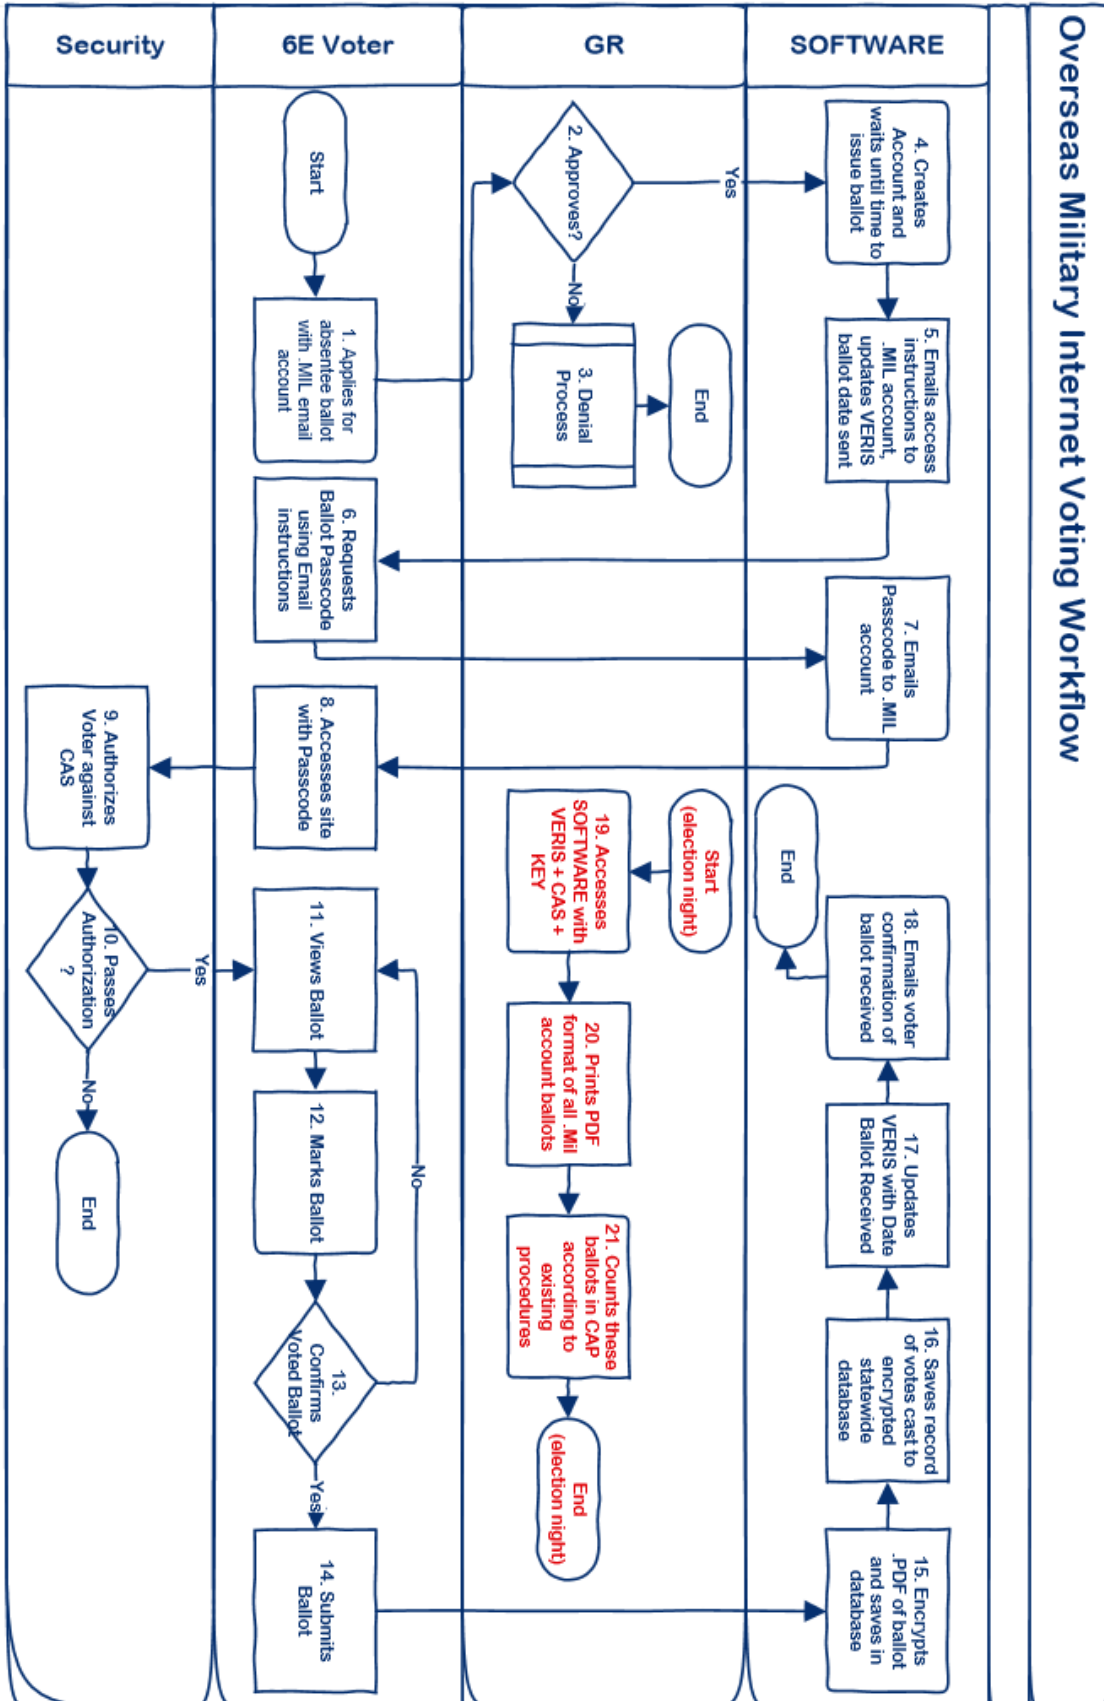 Overseas Military Internet Voting Workflow
Security
6E Voter
GR
SOFTWARE
Start
1. Applies for
absentee ballot
with .MIL email
account
2. Approves?
Yes
No
3. Denial
Process
End
4. Creates
Account and
waits until time to
issue ballot
5. Emails access
instructions to
.MIL account,
updates VERIS
ballot date sent
6. Requests
Ballot Passcode
using Email
instructions
7. Emails
Passcode to .MIL
account
8. Accesses site
with Passcode
9. Authorizes
Voter against
CAS
10. Passes
Authorization
?
Yes
No
End
11. Views Ballot
12. Marks Ballot
13.
Confirms
Voted Ballot
No
Yes
14. Submits
Ballot
15. Encrypts
.PDF of ballot
and saves in
database
16. Saves record
of votes cast to
encrypted
statewide
database
17. Updates
VERIS with Date
Ballot Received
18. Emails voter
confirmation of
ballot received
End
Start
(election night)
19. Accesses
SOFTWARE with
VERIS + CAS +
KEY
20. Prints PDF
format of all .Mil
account ballots
21. Counts these
ballots in CAP
according to
existing
procedures
End
(election night)